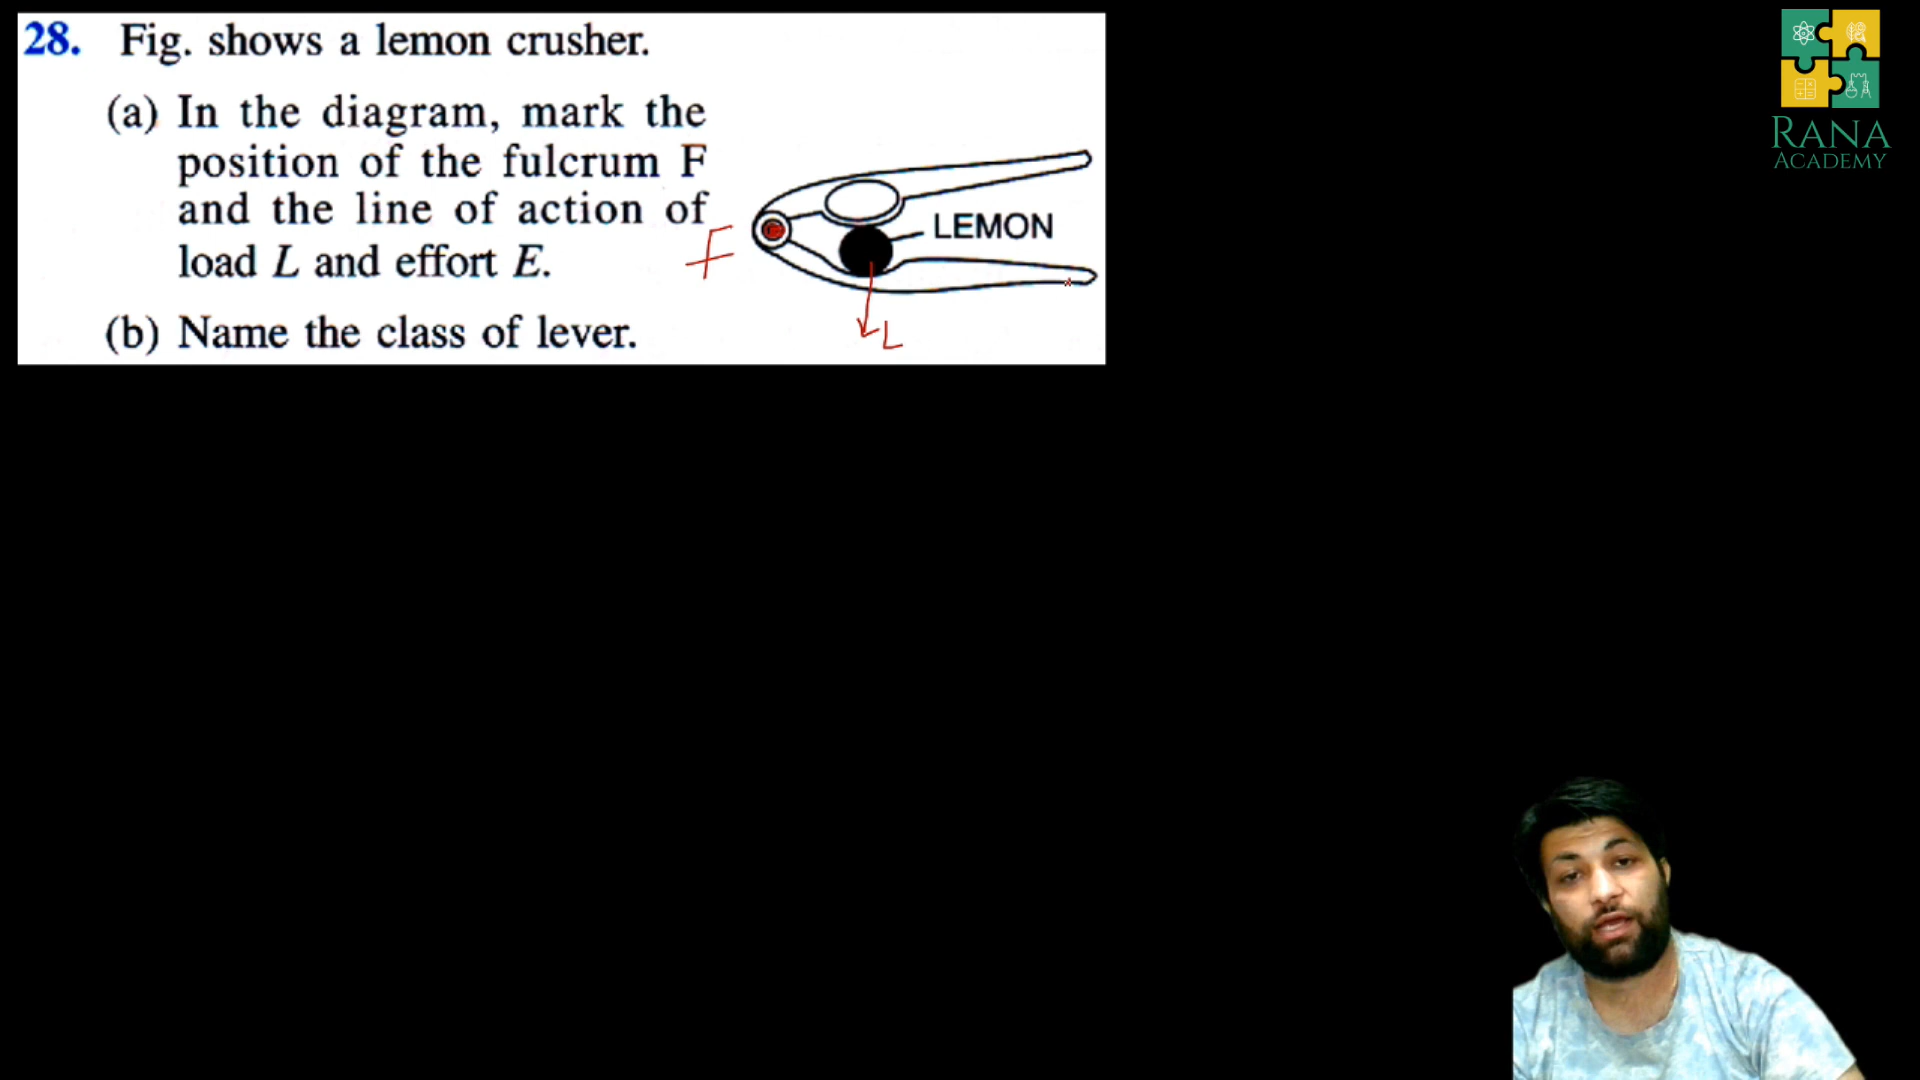 28. Fig. shows a lemon crusher.
(a) In the diagram, mark the
position of the fulcrum F
and the line of action of
load L and effort E.
(b) Name the class of lever.
LEMON
F
L
RANA
ACADEMY